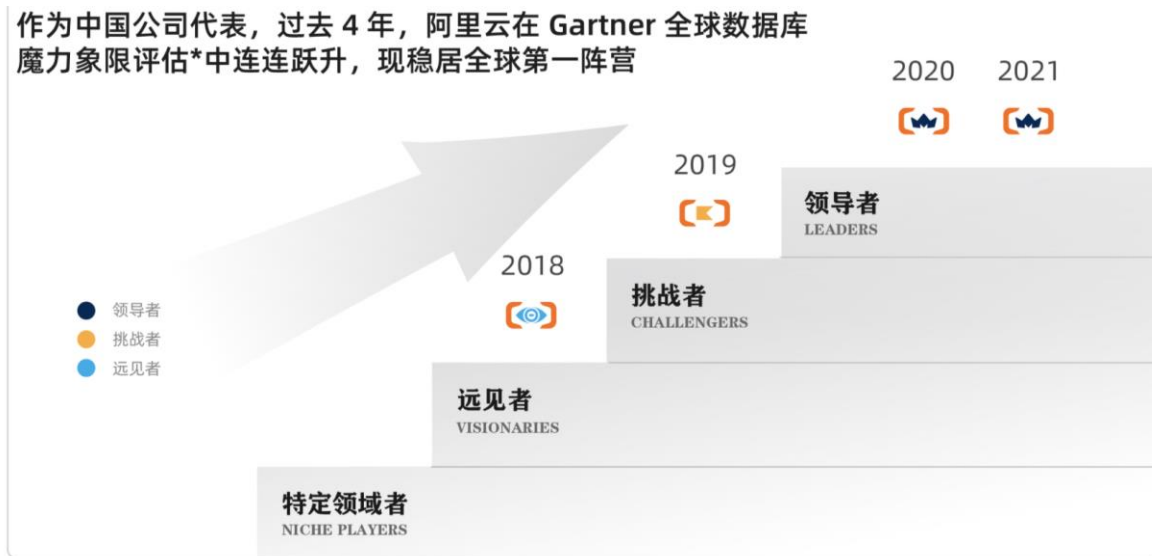 作为中国公司代表，过去 4 年，阿里云在 Gartner 全球数据库
魔力象限评估*中连连跃升，现稳居全球第一阵营
2020
2021
2019
领导者
LEADERS
2018
挑战者
CHALLENGERS
领导者
挑战者
远见者
远见者
VISIONARIES
特定领域者
NICHE PLAYERS